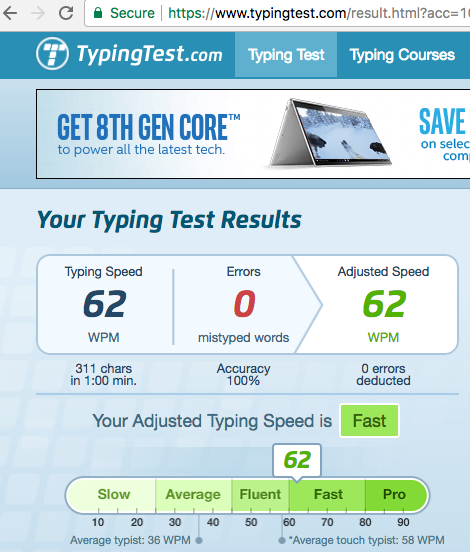 Secure https://www.typingtest.com/result.html?acc=10
TypingTest.com Typing Test Typing Courses
GET 8TH GEN CORE™ SAVE
to power all the latest tech. on selec
comp
Your Typing Test Results
Typing Speed Errors Adjusted Speed
62 0 62
WPM mistyped words WPM
311 chars Accuracy 0 errors
in 1:00 min. 100% deducted
Your Adjusted Typing Speed is Fast
62
Slow Average Fluent Fast Pro
10 20 30 40 50 60 70 80 90
Average typist: 36 WPM *Average touch typist: 58 WPM